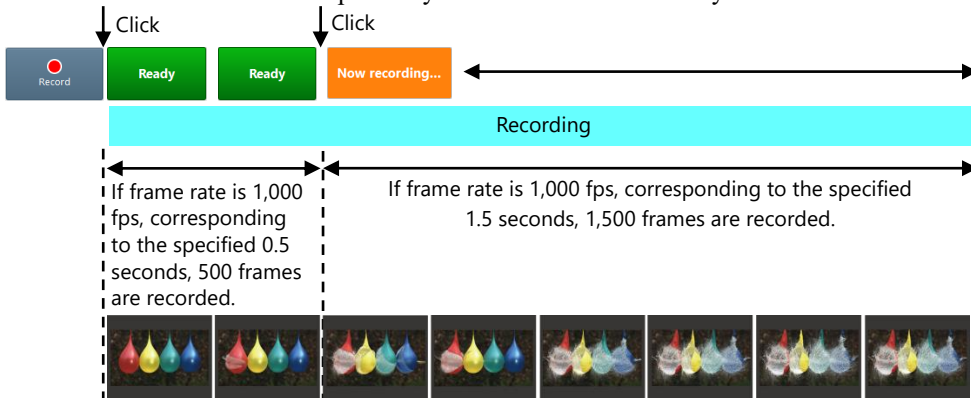 Click
Click
Record
Ready
Ready
Now recording...
Recording
If frame rate is 1,000
fps, corresponding
to the specified 0.5
seconds, 500 frames
are recorded.
If frame rate is 1,000 fps, corresponding to the specified
1.5 seconds, 1,500 frames are recorded.